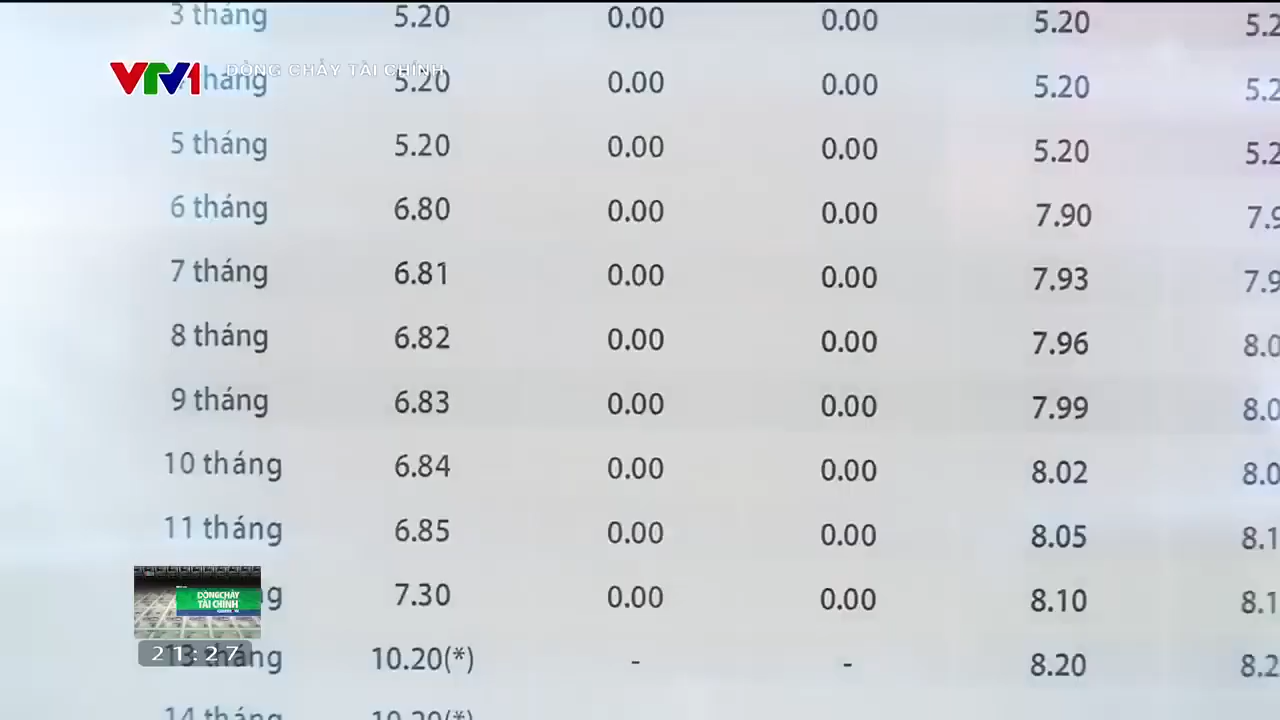 3 tháng 5.20 0.00 0.00 5.20 5.2
VTV1 DÒNG CHẢY TÀI CHÍNH
tháng 5.20 0.00 0.00 5.20 5.2
5 tháng 5.20 0.00 0.00 5.20 5.2
6 tháng 6.80 0.00 0.00 7.90 7.9
7 tháng 6.81 0.00 0.00 7.93 7.9
8 tháng 6.82 0.00 0.00 7.96 8.0
9 tháng 6.83 0.00 0.00 7.99 8.0
10 tháng 6.84 0.00 0.00 8.02 8.0
11 tháng 6.85 0.00 0.00 8.05 8.1
g 7.30 0.00 0.00 8.10 8.1
DÒNG CHẢY
TÀI CHÍNH
21:27
13 tháng 10.20(*) - - 8.20 8.2
14 tháng 10.20(*)